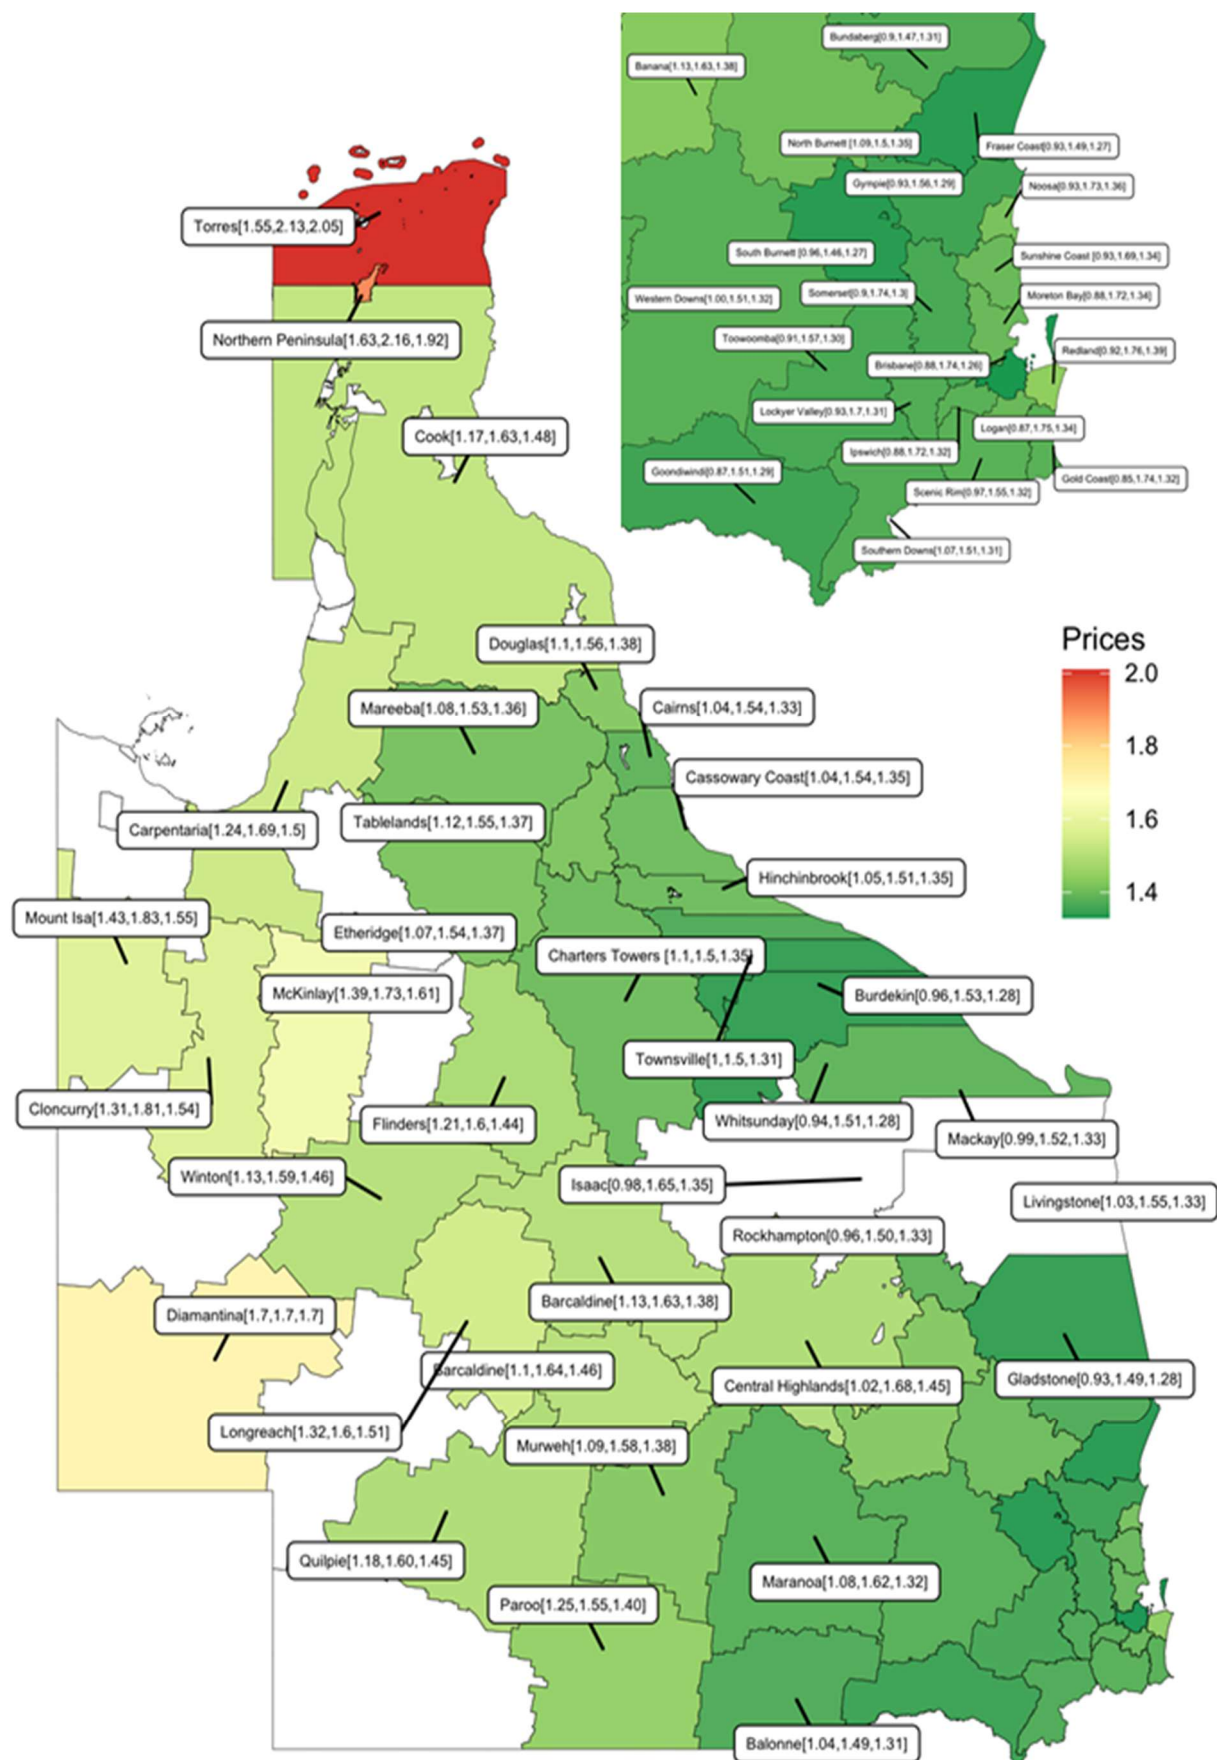 Bundaberg[0.9,1.47,1.31]
Banana[1.13,1.63,1.38]
North Burnett [1.09,1.5,1.35]
Fraser Coast[0.93,1.49,1.27]
Gympie[0.93,1.56,1.29]
Noosa[0.93,1.73,1.36]
South Burnett [0.96,1.46,1.27]
Sunshine Coast [0.93,1.69,1.34]
Western Downs[1.00,1.51,1.32]
Somerset[0.9,1.74,1.3]
Moreton Bay[0.88,1.72,1.34]
Toowoomba[0.91,1.57,1.30]
Redland[0.92,1.76,1.39]
Brisbane[0.88,1.74,1.26]
Lockyer Valley[0.93,1.7,1.31]
Logan[0.87,1.75,1.34]
Ipswich[0.88,1.72,1.32]
Goondiwindi[0.87,1.51,1.29]
Gold Coast[0.85,1.74,1.32]
Scenic Rim[0.97,1.55,1.32]
Southern Downs[1.07,1.51,1.31]
Torres[1.55,2.13,2.05]
Northern Peninsula[1.63,2.16,1.92]
Cook[1.17,1.63,1.48]
Prices
2.0
1.8
1.6
1.4
Douglas[1.1,1.56,1.38]
Mareeba[1.08,1.53,1.36]
Cairns[1.04,1.54,1.33]
Cassowary Coast[1.04,1.54,1.35]
Carpentaria[1.24,1.69,1.5]
Tablelands[1.12,1.55,1.37]
Hinchinbrook[1.05,1.51,1.35]
Mount Isa[1.43,1.83,1.55]
Etheridge[1.07,1.54,1.37]
Charters Towers [1.1,1.5,1.35]
McKinlay[1.39,1.73,1.61]
Burdekin[0.96,1.53,1.28]
Townsville[1,1.5,1.31]
Cloncurry[1.31,1.81,1.54]
Flinders[1.21,1.6,1.44]
Whitsunday[0.94,1.51,1.28]
Mackay[0.99,1.52,1.33]
Winton[1.13,1.59,1.46]
Isaac[0.98,1.65,1.35]
Livingstone[1.03,1.55,1.33]
Rockhampton[0.96,1.50,1.33]
Barcaldine[1.13,1.63,1.38]
Diamantina[1.7,1.7,1.7]
Barcaldine[1.1,1.64,1.46]
Central Highlands[1.02,1.68,1.45]
Gladstone[0.93,1.49,1.28]
Longreach[1.32,1.6,1.51]
Murweh[1.09,1.58,1.38]
Quilpie[1.18,1.60,1.45]
Maranoa[1.08,1.62,1.32]
Paroo[1.25,1.55,1.40]
Balonne[1.04,1.49,1.31]